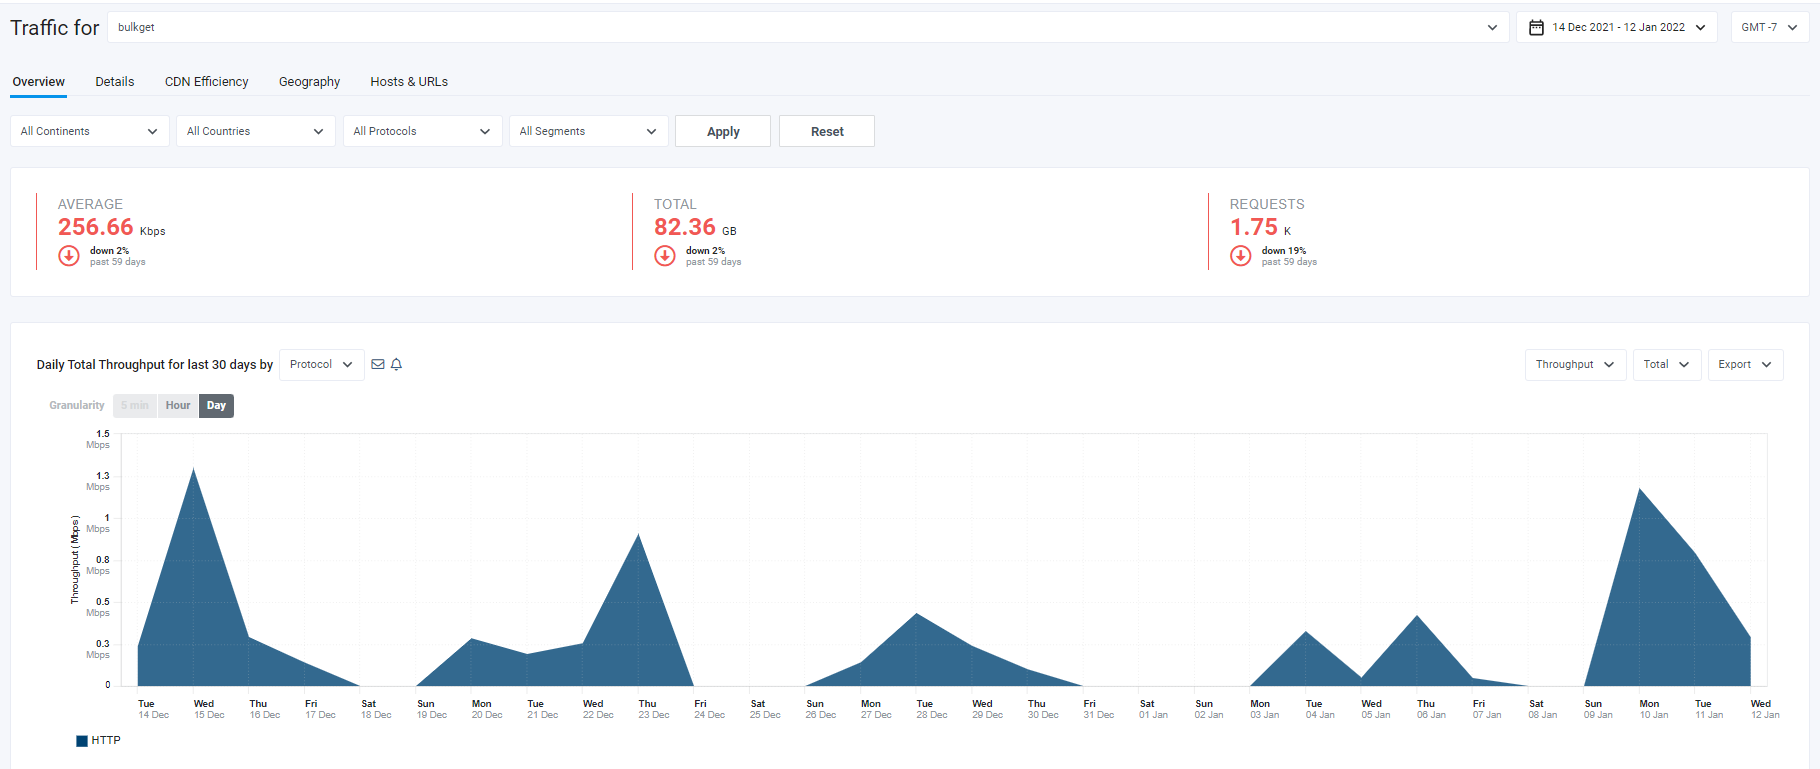 Traffic for bulkget 14 Dec 2021 - 12 Jan 2022 GMT -7
Overview Details CDN Efficiency Geography Hosts & URLs
All Continents All Countries All Protocols All Segments Apply Reset
AVERAGE
256.66 Kbps
down 2%
past 59 days
TOTAL
82.36 GB
down 2%
past 59 days
REQUESTS
1.75 K
down 19%
past 59 days
Daily Total Throughput for last 30 days by Protocol Throughput Total Export
Granularity 5 min Hour Day
Throughput (Mbps)
1.5
Mbps
1.3
Mbps
1
Mbps
0.8
Mbps
0.5
Mbps
0.3
Mbps
0
Tue Wed Thu Fri Sat Sun Mon Tue Wed Thu Fri Sat Sun Mon Tue Wed Thu Fri Sat Sun Mon Tue Wed Thu Fri Sat Sun Mon Tue Wed
14 Dec 15 Dec 16 Dec 17 Dec 18 Dec 19 Dec 20 Dec 21 Dec 22 Dec 23 Dec 24 Dec 25 Dec 26 Dec 27 Dec 28 Dec 29 Dec 30 Dec 31 Dec 01 Jan 02 Jan 03 Jan 04 Jan 05 Jan 06 Jan 07 Jan 08 Jan 09 Jan 10 Jan 11 Jan 12 Jan
HTTP